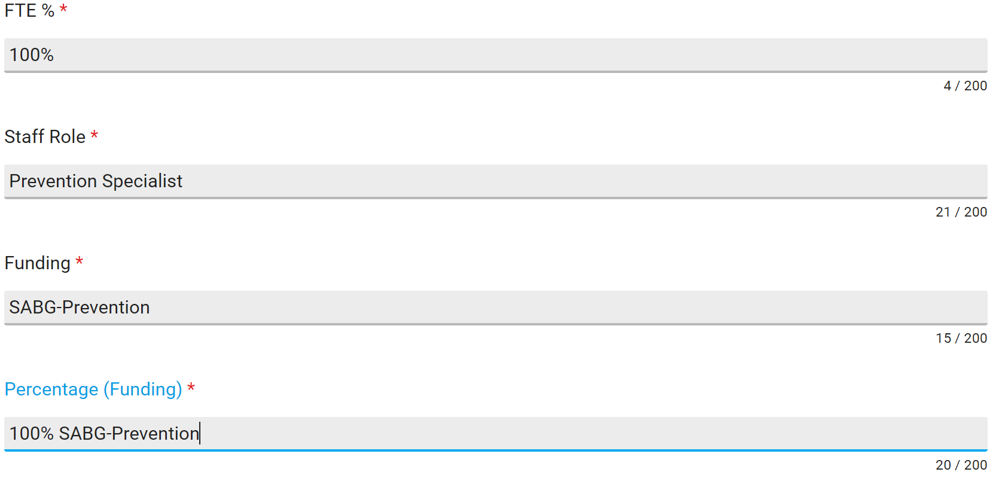 FTE % *
100%
4 / 200
Staff Role *
Prevention Specialist
21 / 200
Funding *
SABG-Prevention
15 / 200
Percentage (Funding) *
100% SABG-Prevention
20 / 200